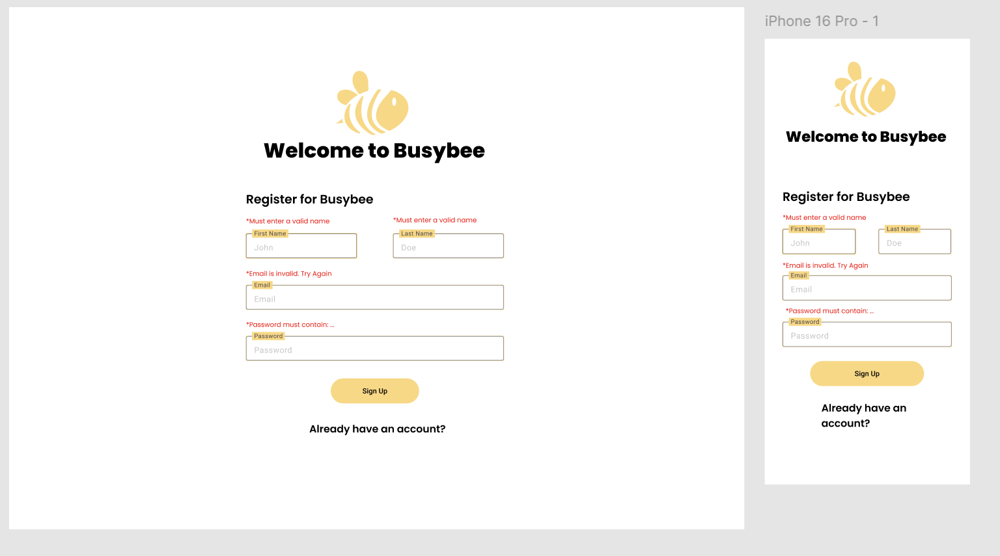 Welcome to Busybee
Register for Busybee
*Must enter a valid name
*Must enter a valid name
First Name
John
Last Name
Doe
*Email is invalid. Try Again
Email
Email
*Password must contain: ...
Password
Password
Sign Up
Already have an account?
iPhone 16 Pro - 1
Welcome to Busybee
Register for Busybee
*Must enter a valid name
First Name
John
Last Name
Doe
*Email is invalid. Try Again
Email
Email
*Password must contain: ...
Password
Password
Sign Up
Already have an
account?